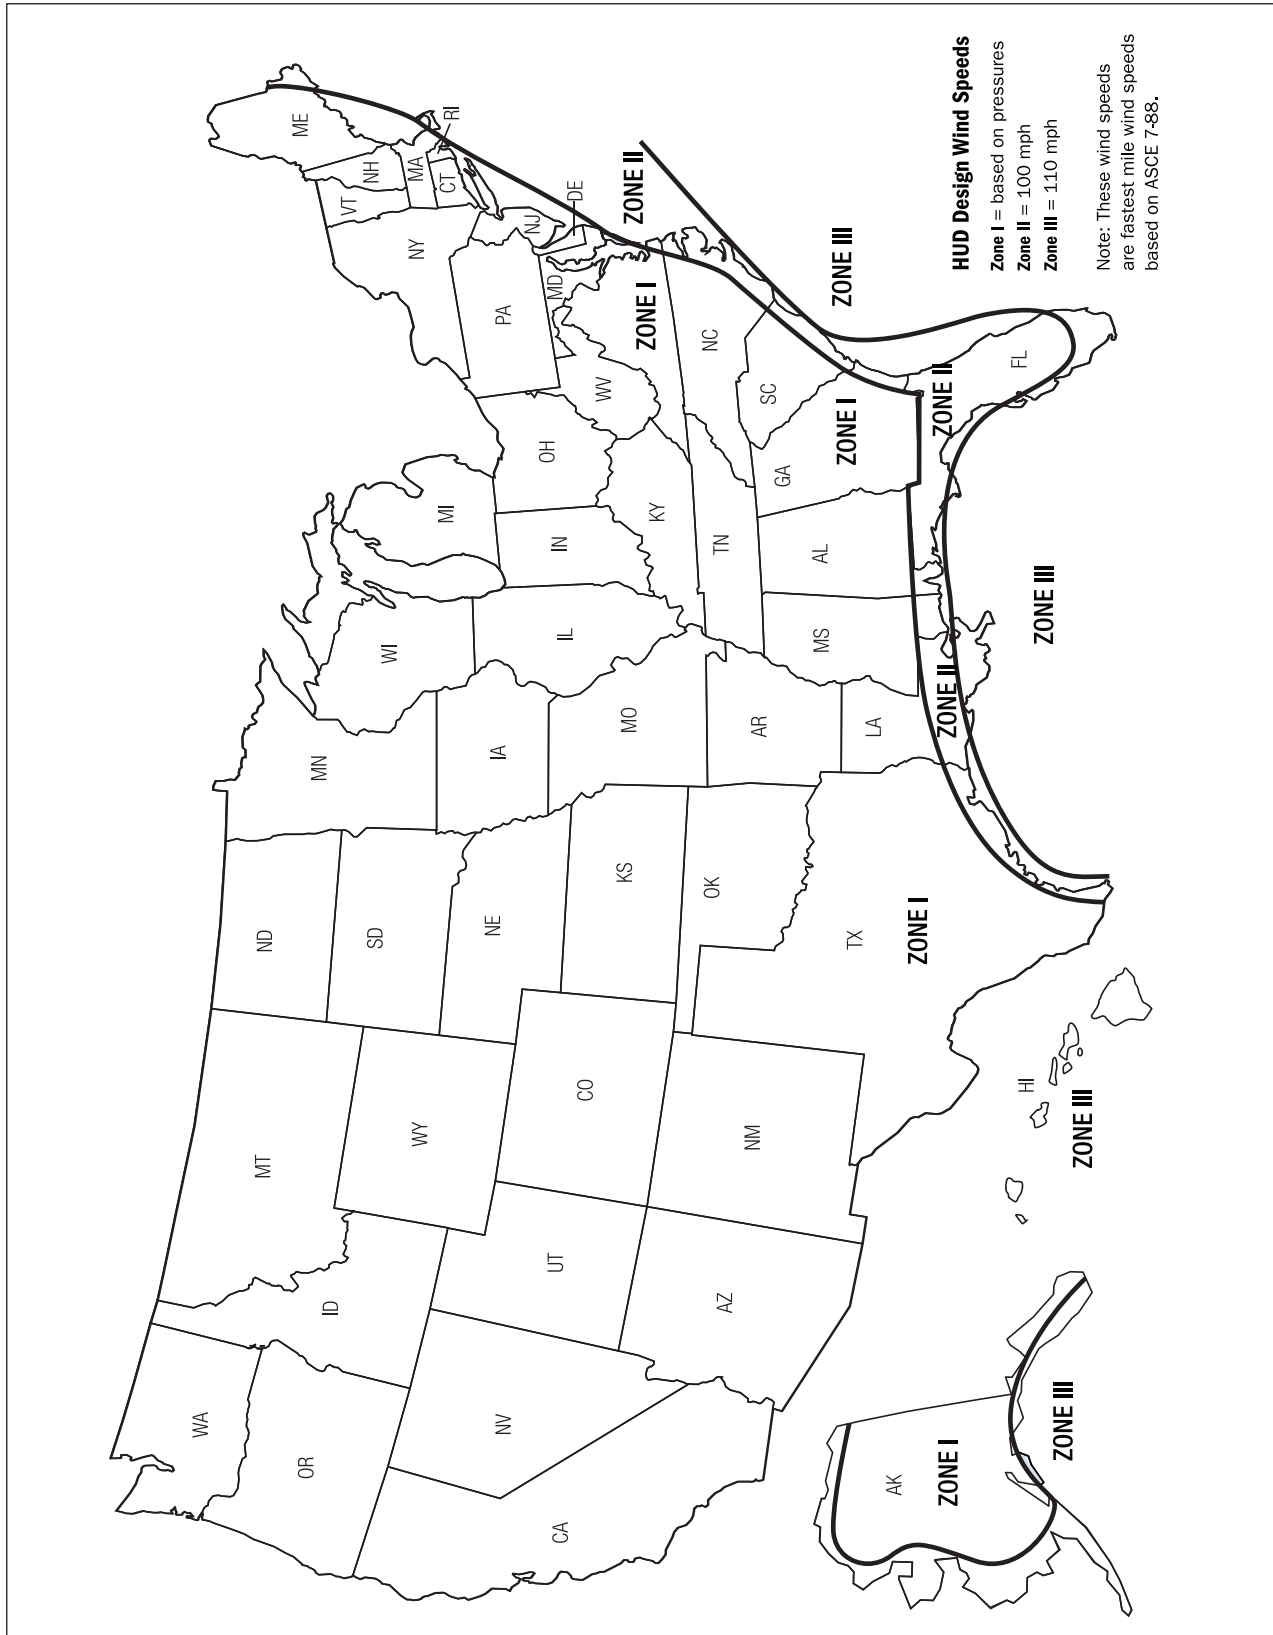 WA
OR
CA
NV
ID
MT
WY
UT
AZ
CO
NM
ND
SD
NE
KS
OK
TX
MN
IA
MO
AR
LA
WI
IL
MS
MI
IN
KY
TN
AL
OH
GA
WV
SC
NC
FL
PA
MD
NY
NJ
DE
VT
NH
MA
CT
RI
ME
ZONE I
ZONE I
ZONE I
ZONE II
ZONE II
ZONE II
ZONE III
ZONE III
AK
ZONE I
ZONE III
HI
ZONE III
HUD Design Wind Speeds
Zone I = based on pressures
Zone II = 100 mph
Zone III = 110 mph
Note: These wind speeds
are fastest mile wind speeds
based on ASCE 7-88.